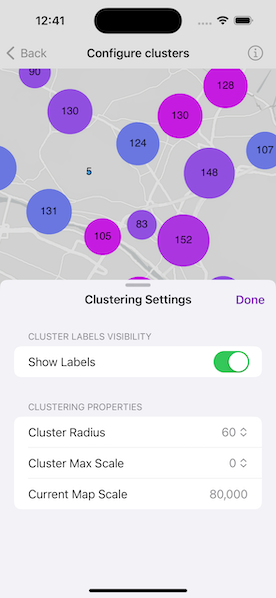 12:41
Back
Configure clusters
90
128
130
130
124
107
148
5
131
83
105
152
Clustering Settings
Done
CLUSTER LABELS VISIBILITY
Show Labels
CLUSTERING PROPERTIES
Cluster Radius 60
Cluster Max Scale 0
Current Map Scale 80,000